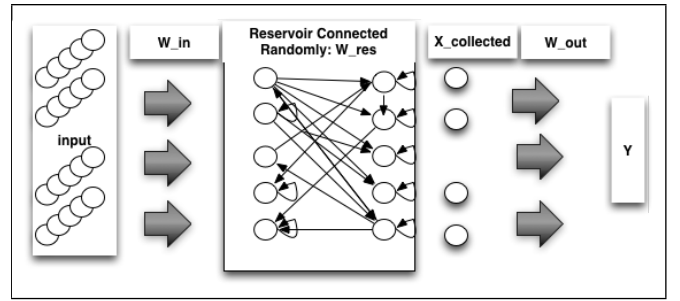 W_in
Reservoir Connected
Randomly: W_res
X_collected
W_out
input
Y